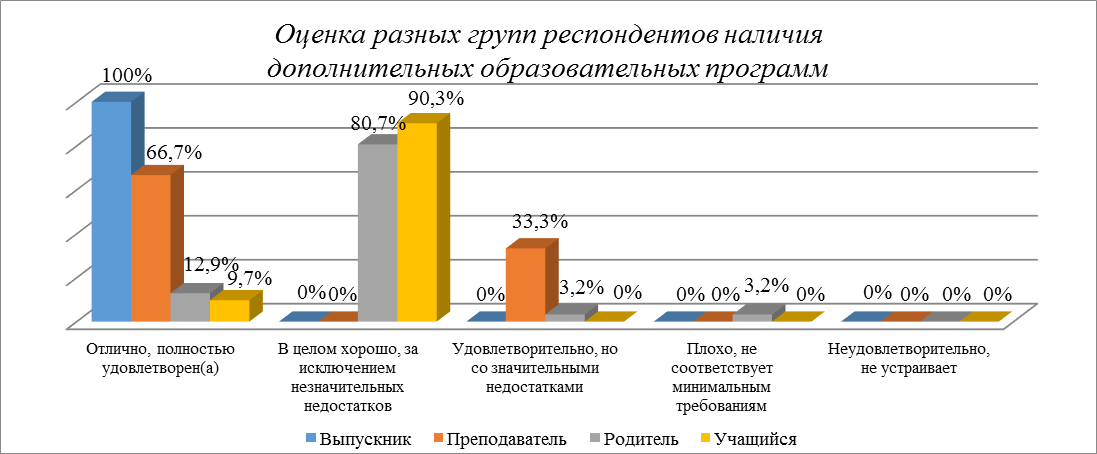 Оценка разных групп респондентов наличия
дополнительных образовательных программ
100%
66,7%
12,9%
9,7%
0%
0%
80,7%
90,3%
0%
33,3%
3,2%
0%
0%
0%
3,2%
0%
0%
0%
0%
0%
Отлично, полностью
удовлетворен(а)
В целом хорошо, за
исключением
незначительных
недостатков
Удовлетворительно, но
со значительными
недостатками
Плохо, не
соответствует
минимальным
требованиям
Неудовлетворительно,
не устраивает
Выпускник
Преподаватель
Родитель
Учащийся